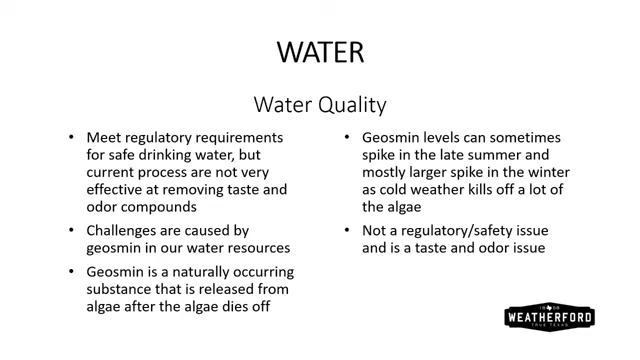 WATER
Water Quality
• Meet regulatory requirements
for safe drinking water, but
current process are not very
effective at removing taste and
odor compounds
• Challenges are caused by
geosmin in our water resources
• Geosmin is a naturally occurring
substance that is released from
algae after the algae dies off
• Geosmin levels can sometimes
spike in the late summer and
mostly larger spike in the winter
as cold weather kills off a lot of
the algae
• Not a regulatory/safety issue
and is a taste and odor issue
WEATHERFORD
TRUE TEXAS